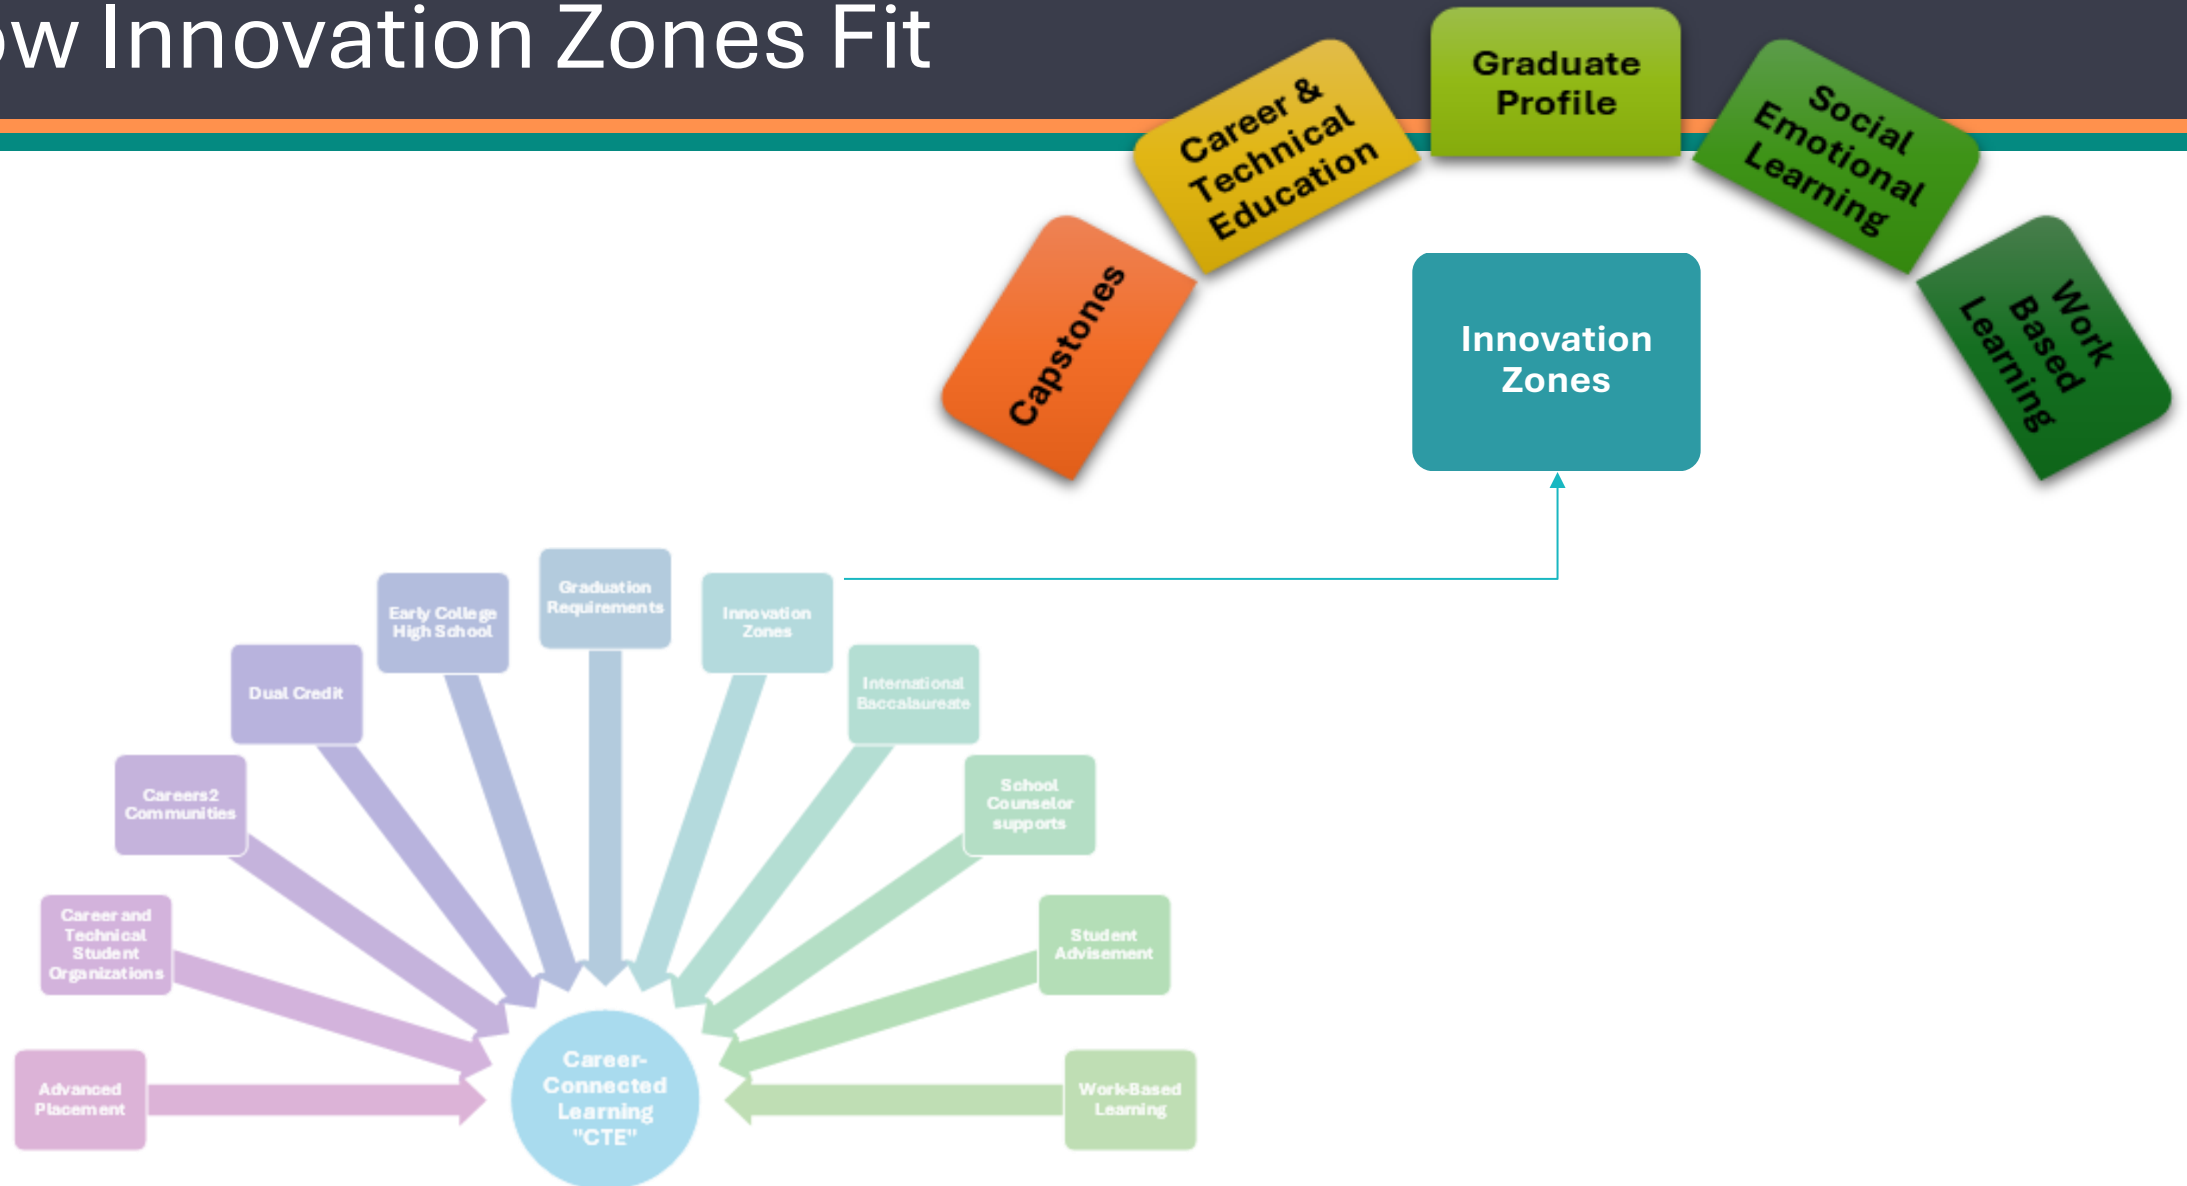 ow Innovation Zones Fit
Graduate
Profile
Career &
Technical
Education
Social
Emotional
Learning
Capstones
Work
Based
Learning
Innovation
Zones
Graduation
Requirements
Early College
High School
Innovation
Zones
Dual Credit
International
Baccalaureate
Careers2
Communities
School
Counselor
supports
Career and
Technical
Student
Organizations
Student
Advisement
Advanced
Placement
Career-
Connected
Learning
"CTE"
Work-Based
Learning